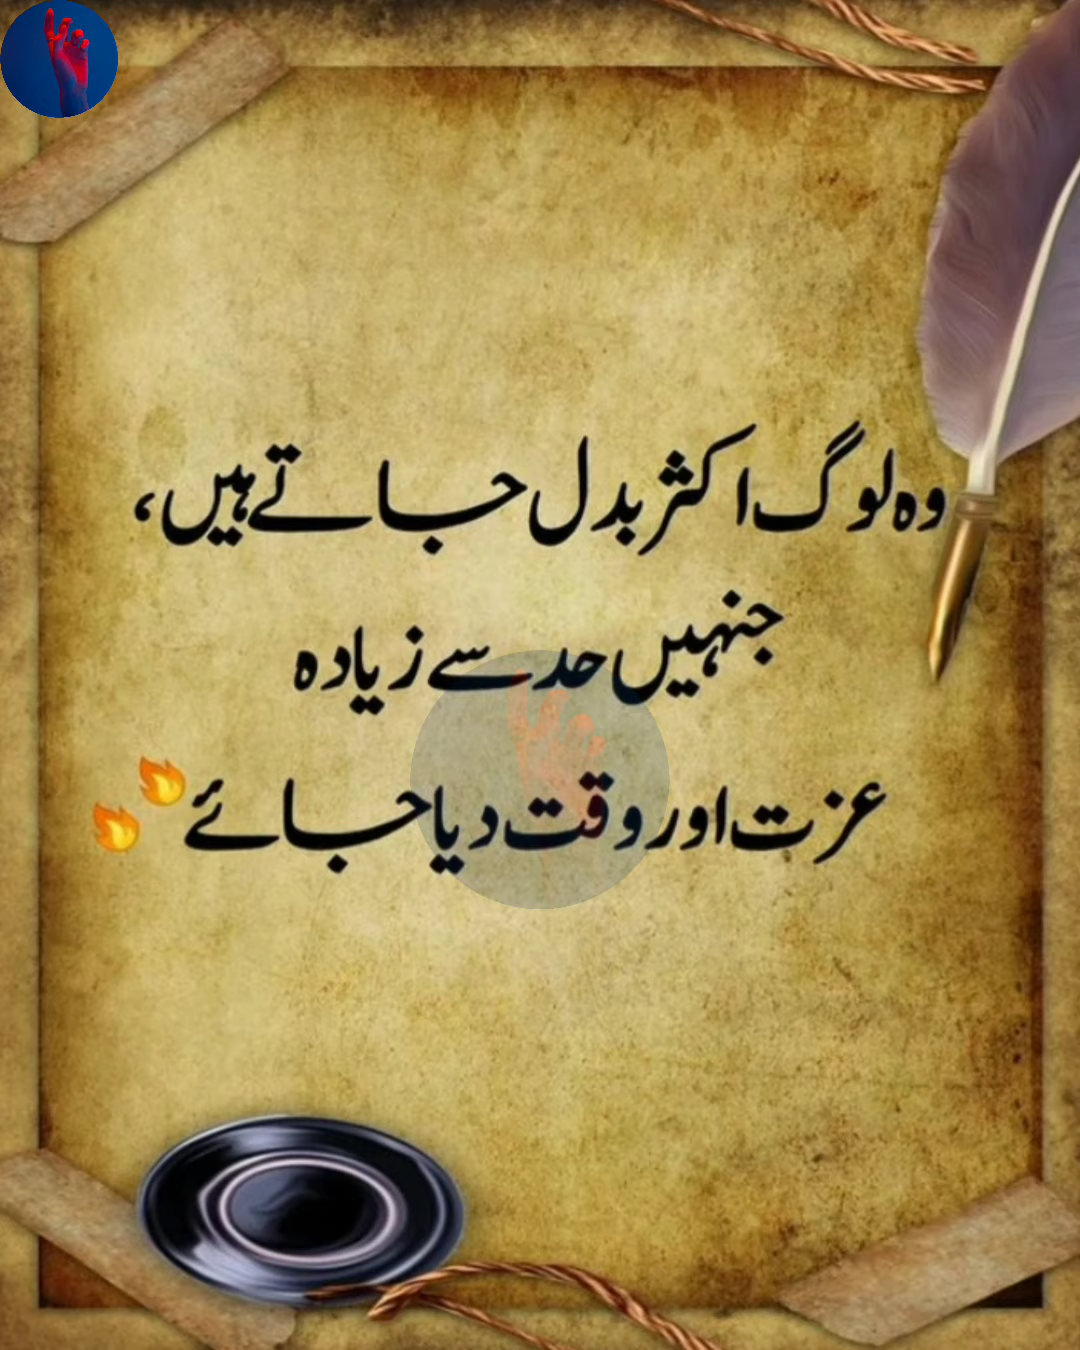 وہ لوگ اکثر بدل جاتے ہیں،
جنہیں حد سے زیادہ
عزت اور وقت دیا جائے 🔥🔥